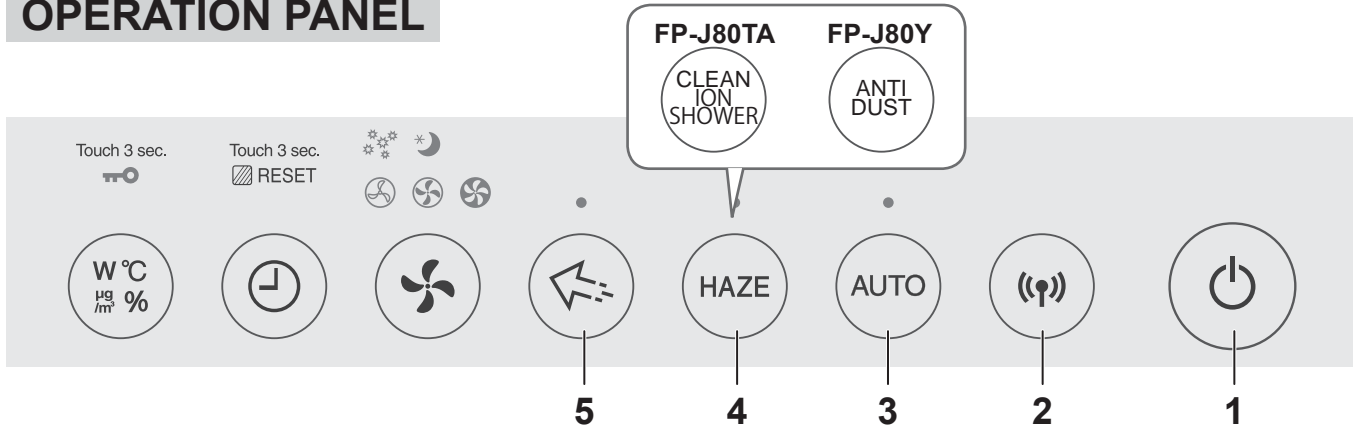 OPERATION PANEL
FP-J80TA FP-J80Y
CLEAN
ION
SHOWER
ANTI
DUST
Touch 3 sec.
Touch 3 sec.
RESET
W °C
µg
/m³ %
HAZE
AUTO
5 4 3 2 1